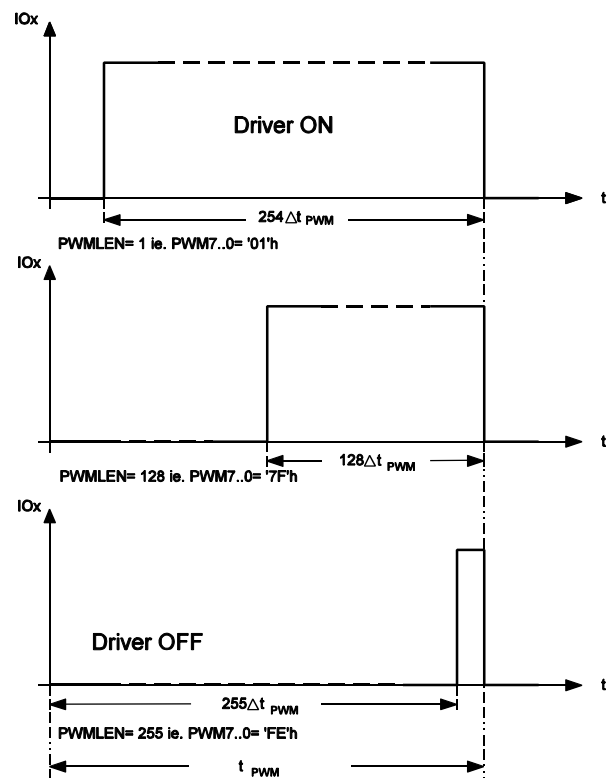 IOx
Driver ON
t
254△t PWM
PWMLEN= 1 ie. PWM7..0= '01'h
IOx
t
128△t PWM
PWMLEN= 128 ie. PWM7..0= '7F'h
IOx
Driver OFF
t
255△t PWM
PWMLEN= 255 ie. PWM7..0= 'FE'h
t PWM